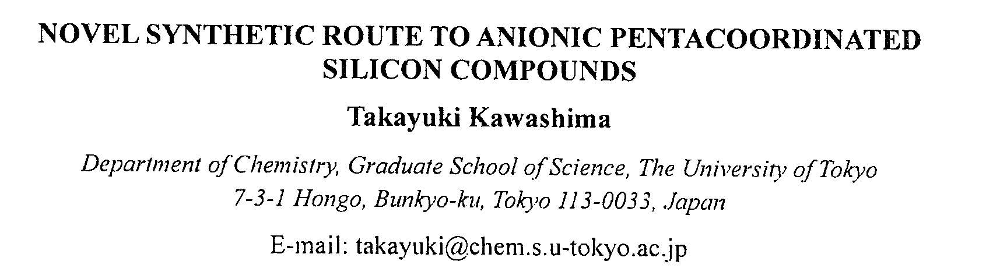 NOVEL SYNTHETIC ROUTE TO ANIONIC PENTACOORDINATED
SILICON COMPOUNDS
Takayuki Kawashima
Department of Chemistry, Graduate School of Science, The University of Tokyo
7-3-1 Hongo, Bunkyo-ku, Tokyo 113-0033, Japan
E-mail: takayuki@chem.s.u-tokyo.ac.jp